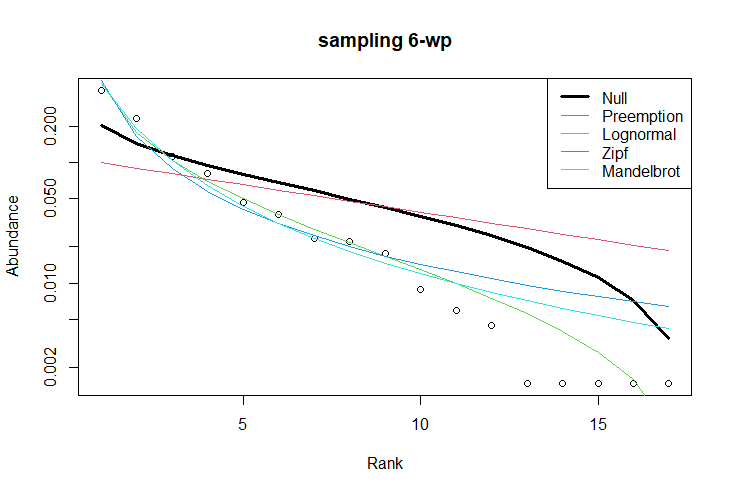 sampling 6-wp
Null
Preemption
Lognormal
Zipf
Mandelbrot
Abundance
0.200
0.050
0.010
0.002
5
10
15
Rank